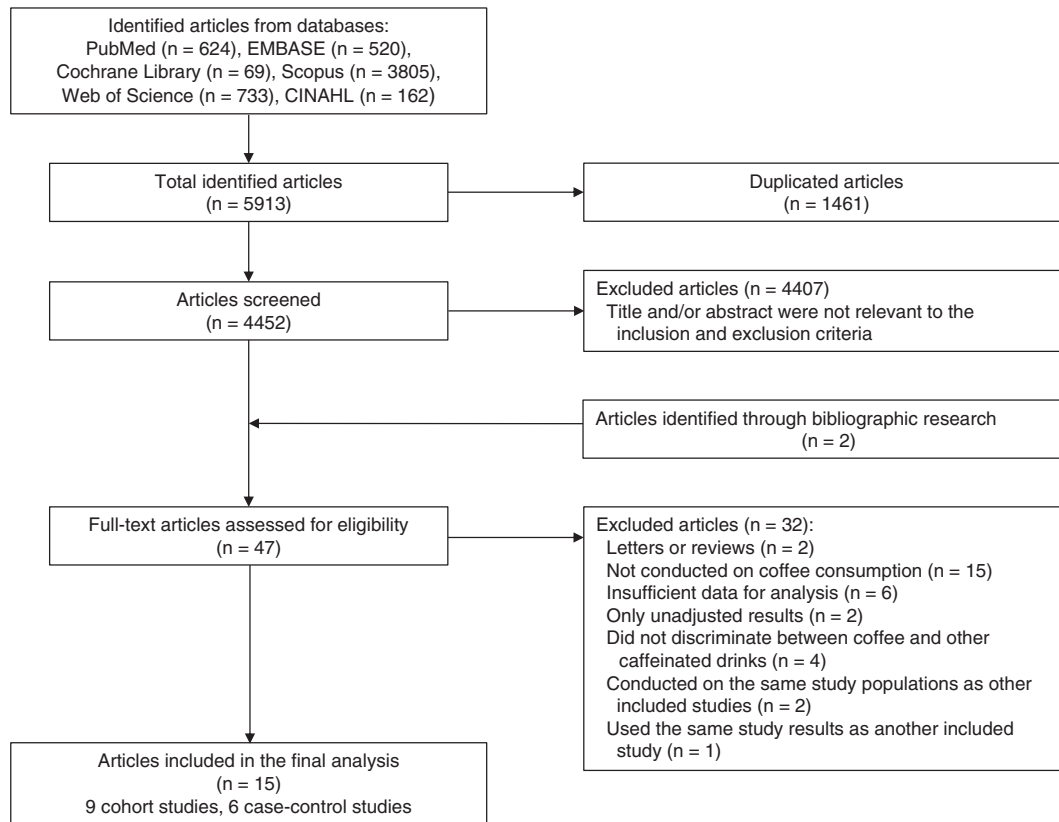 Identified articles from databases:
PubMed (n = 624), EMBASE (n = 520),
Cochrane Library (n = 69), Scopus (n = 3805),
Web of Science (n = 733), CINAHL (n = 162)
Total identified articles
(n = 5913)
Duplicated articles
(n = 1461)
Articles screened
(n = 4452)
Excluded articles (n = 4407)
Title and/or abstract were not relevant to the
inclusion and exclusion criteria
Articles identified through bibliographic research
(n = 2)
Full-text articles assessed for eligibility
(n = 47)
Excluded articles (n = 32):
Letters or reviews (n = 2)
Not conducted on coffee consumption (n = 15)
Insufficient data for analysis (n = 6)
Only unadjusted results (n = 2)
Did not discriminate between coffee and other
caffeinated drinks (n = 4)
Conducted on the same study populations as other
included studies (n = 2)
Used the same study results as another included
study (n = 1)
Articles included in the final analysis
(n = 15)
9 cohort studies, 6 case-control studies